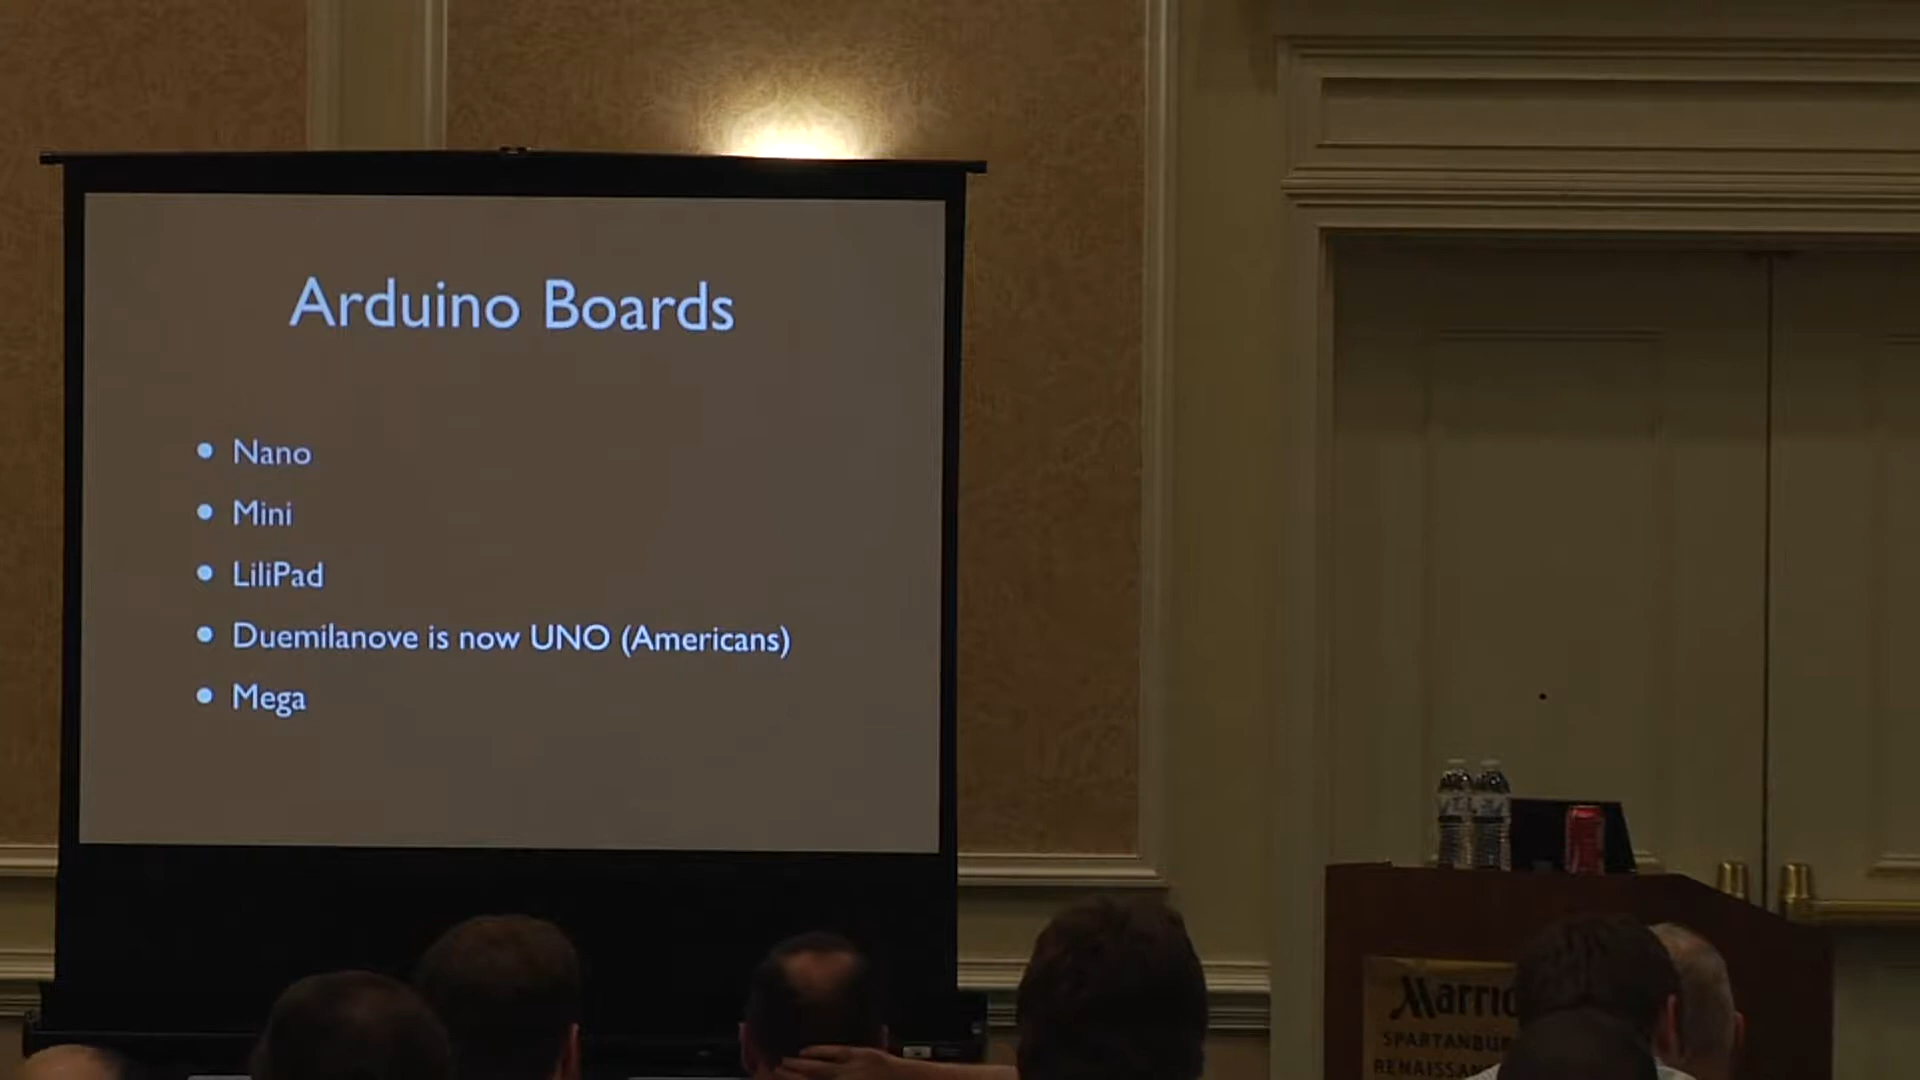 Arduino Boards
• Nano
• Mini
• LiliPad
• Duemilanove is now UNO (Americans)
• Mega